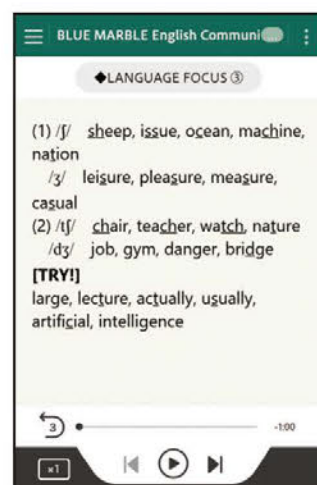 BLUE MARBLE English Communi
◆LANGUAGE FOCUS ③
(1) /ʃ/ sheep, issue, ocean, machine,
nation
/ʒ/ leisure, pleasure, measure,
casual
(2) /tʃ/ chair, teacher, watch, nature
/dʒ/ job, gym, danger, bridge
[TRY!]
large, lecture, actually, usually,
artificial, intelligence
3
-1:00
×1